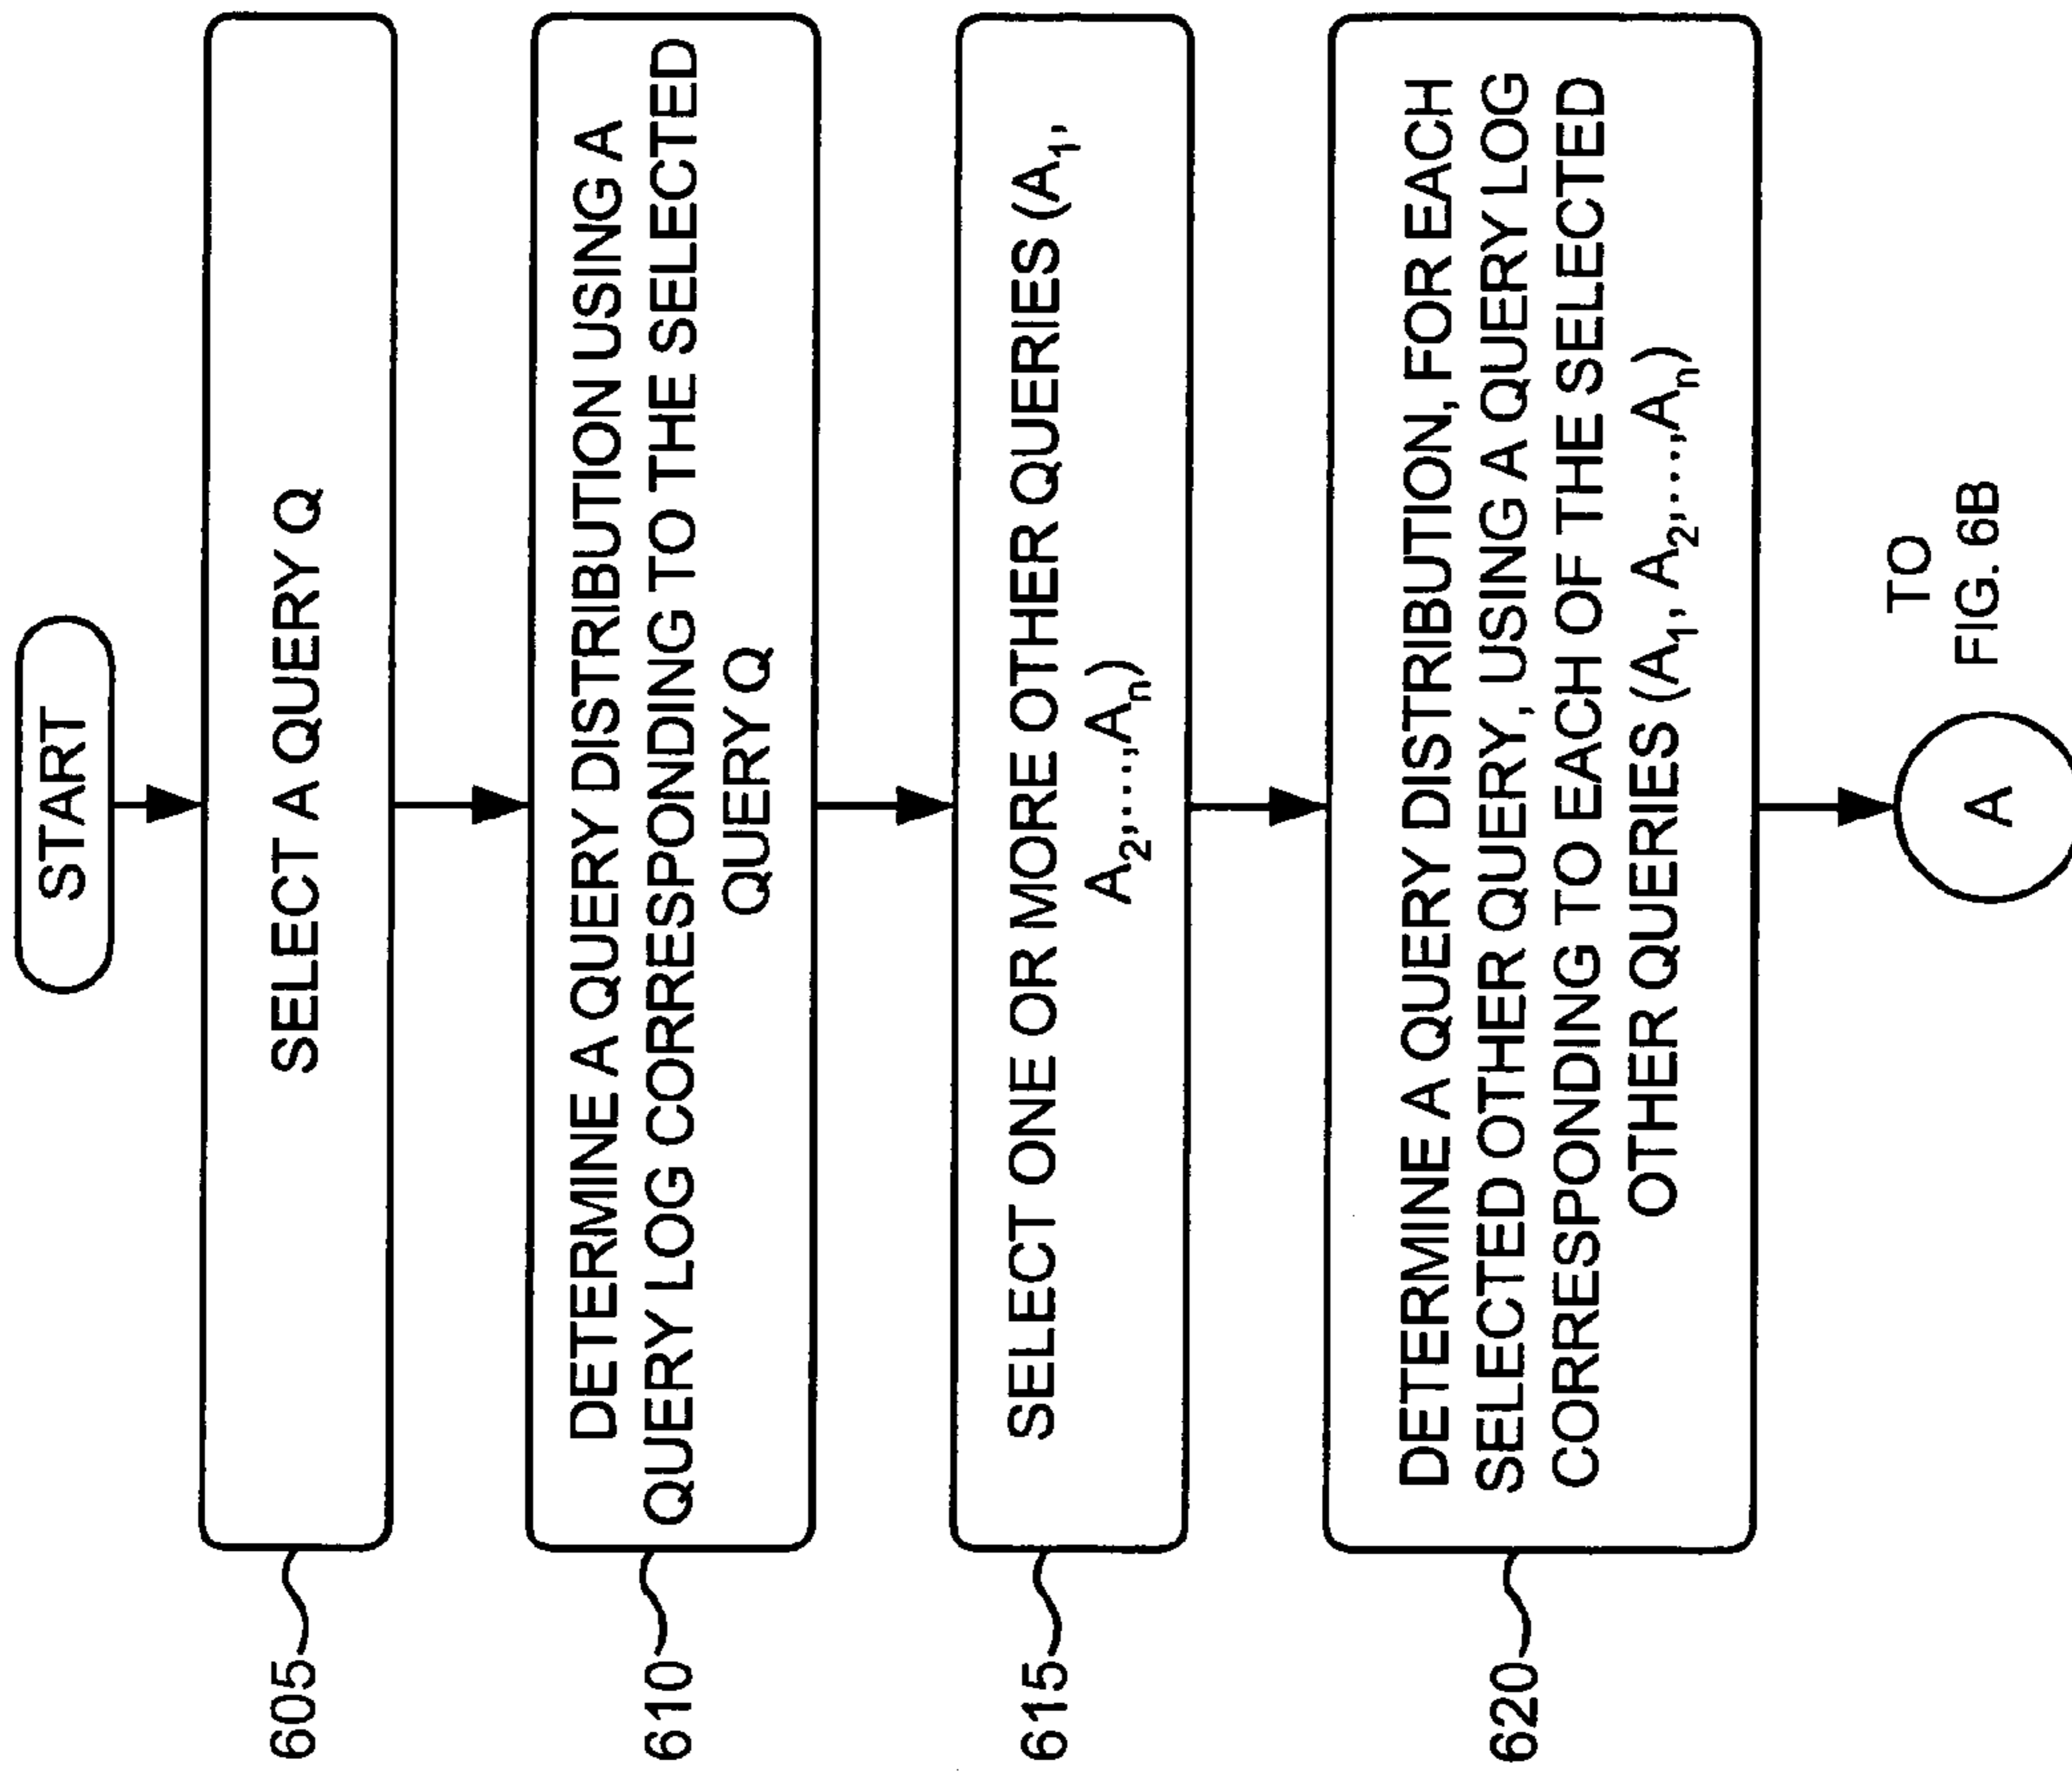 START
605
SELECT A QUERY Q
610
DETERMINE A QUERY DISTRIBUTION USING A
QUERY LOG CORRESPONDING TO THE SELECTED
QUERY Q
615
SELECT ONE OR MORE OTHER QUERIES (A₁,
A₂,....,Aₙ)
620
DETERMINE A QUERY DISTRIBUTION, FOR EACH
SELECTED OTHER QUERY, USING A QUERY LOG
CORRESPONDING TO EACH OF THE SELECTED
OTHER QUERIES (A₁, A₂,....,Aₙ)
A
TO
FIG. 6B